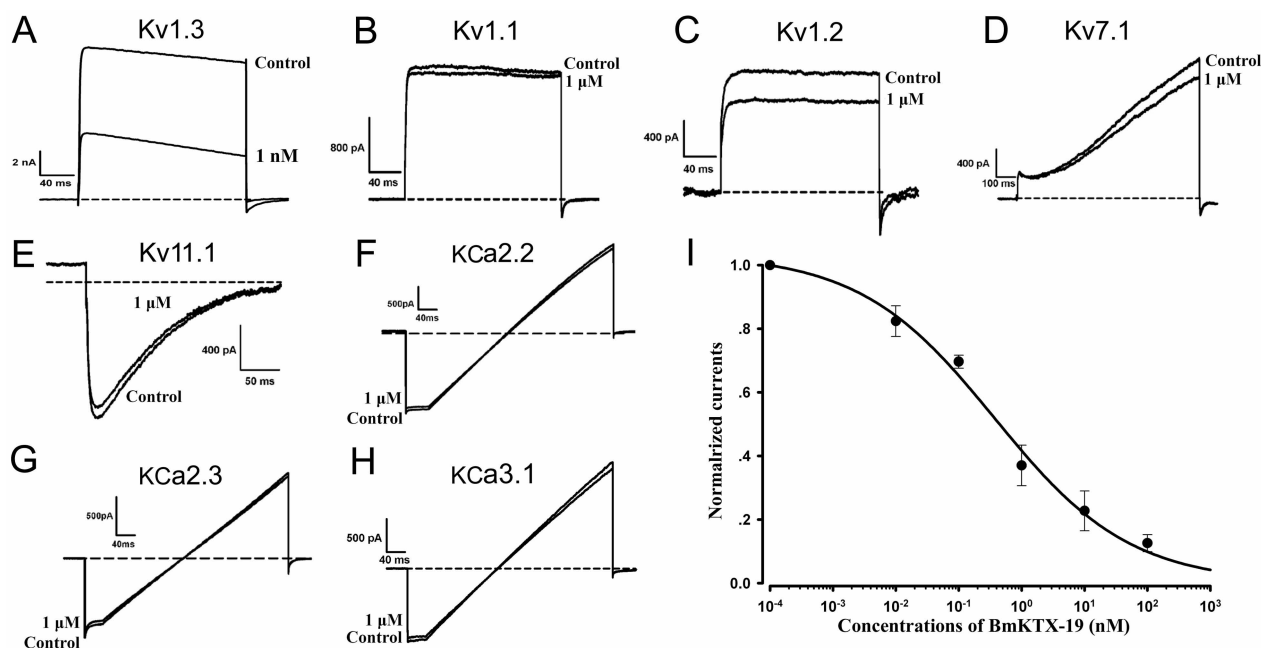 A
Kv1.3
Control
1 nM
2 nA
40 ms
B
Kv1.1
Control
1 μM
800 pA
40 ms
C
Kv1.2
Control
1 μM
400 pA
40 ms
D
Kv7.1
Control
1 μM
400 pA
100 ms
E
Kv11.1
1 μM
Control
400 pA
50 ms
F
KCa2.2
500pA
40ms
1 μM
Control
G
KCa2.3
500pA
40ms
1 μM
Control
H
KCa3.1
500 pA
40 ms
1 μM
Control
I
Normalrized currents
1.0
.8
.6
.4
.2
0.0
10⁻⁴ 10⁻² 10⁻¹ 10⁰ 10¹ 10² 10³
Concentrations of BmKTX-19 (nM)